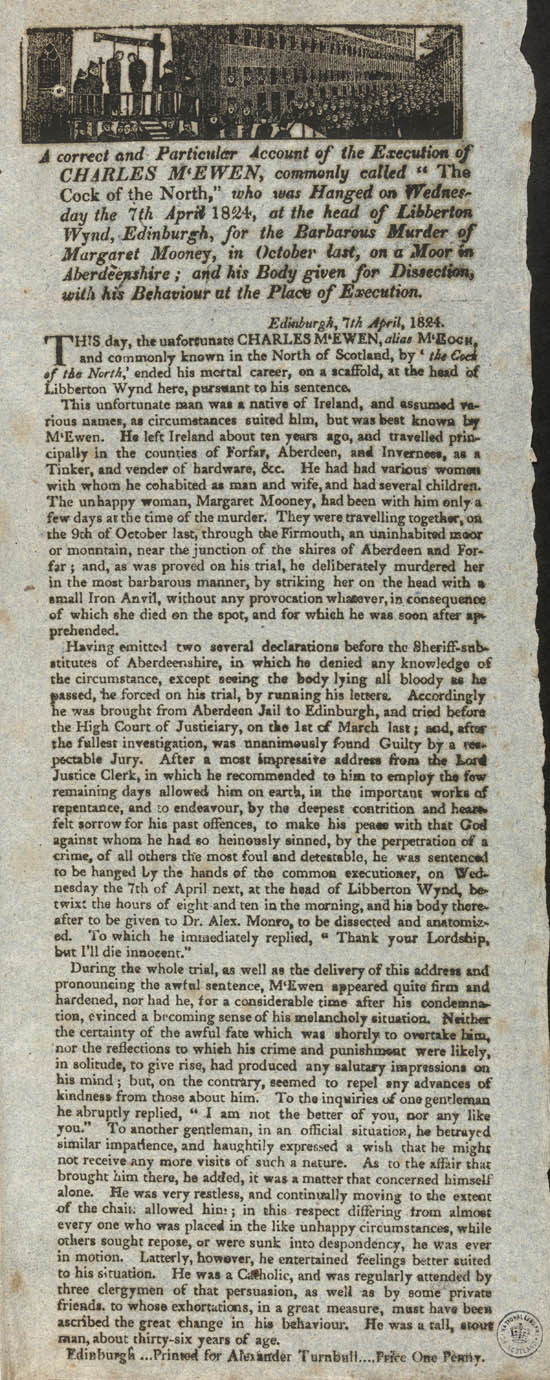 A correct and Particular Account of the Execution of
CHARLES M'EWEN, commonly called " The
Cock of the North," who was Hanged on Wednes-
day the 7th April 1824, at the head of Libberton
Wynd, Edinburgh, for the Barbarous Murder of
Margaret Mooney, in October last, on a Moor in
Aberdeenshire ; and his Body given for Dissection,
with his Behaviour at the Place of Execution.
Edinburgh, 7th April, 1824.
THIS day, the unfortunate CHARLES M'EWEN, alias M'EOCH,
and commonly known in the North of Scotland, by ' the Cock
of the North,' ended his mortal career, on a scaffold, at the head of
Libberton Wynd here, pursuant to his sentence.
This unfortunate man was a native of Ireland, and assumed va-
rious names, as circumstances suited him, but was best known by
M'Ewen. He left Ireland about ten years ago, and travelled prin-
cipally in the counties of Forfar, Aberdeen, and Inverness, as a
Tinker, and vender of hardware, &c. He had had various women
with whom he cohabited as man and wife, and had several children.
The unhappy woman, Margaret Mooney, had been with him only a
few days at the time of the murder. They were travelling together, on
the 9th of October last, through the Firmouth, an uninhabited moor
or mountain, near the junction of the shires of Aberdeen and For-
far ; and, as was proved on his trial, he deliberately murdered her
in the most barbarous manner, by striking her on the head with a
small Iron Anvil, without any provocation whatever, in consequence
of which she died on the spot, and for which he was soon after ap-
prehended.
Having emitted two several declarations before the Sheriff-sub-
stitutes of Aberdeenshire, in which he denied any knowledge of
the circumstance, except seeing the body lying all bloody as he
passed, he forced on his trial, by running his letters. Accordingly
he was brought from Aberdeen Jail to Edinburgh, and tried before
the High Court of Justiciary, on the 1st of March last ; and, after
the fullest investigation, was unanimously found Guilty by a res-
pectable Jury. After a most impressive address from the Lord
Justice Clerk, in which he recommended to him to employ the few
remaining days allowed him on earth, in the important works of
repentance, and to endeavour, by the deepest contrition and heart-
felt sorrow for his past offences, to make his peace with that God
against whom he had so heinously sinned, by the perpetration of a
crime, of all others the most foul and detestable, he was sentenced
to be hanged by the hands of the common executioner, on Wed-
nesday the 7th of April next, at the head of Libberton Wynd, be-
twixt the hours of eight and ten in the morning, and his body there-
after to be given to Dr. Alex. Monro, to be dissected and anatomiz-
ed. To which he immediately replied, " Thank your Lordship,
but I'll die innocent."
During the whole trial, as well as the delivery of this address and
pronouncing the awful sentence, M'Ewen appeared quite firm and
hardened, nor had he, for a considerable time after his condemna-
tion, evinced a becoming sense of his melancholy situation. Neither
the certainty of the awful fate which was shortly to overtake him,
nor the reflections to which his crime and punishment were likely,
in solitude, to give rise, had produced any salutary impressions on
his mind ; but, on the contrary, seemed to repel any advances of
kindness from those about him. To the inquiries of one gentleman
he abruptly replied, " I am not the better of you, nor any like
you." To another gentleman, in an official situation, he betrayed
similar impatience, and haughtily expressed a wish that he might
not receive any more visits of such a nature. As to the affair that
brought him there, he added, it was a matter that concerned himself
alone. He was very restless, and continually moving to the extent
of the chain allowed him ; in this respect differing from almost
every one who was placed in the like unhappy circumstances, while
others sought repose, or were sunk into despondency, he was ever
in motion. Latterly, however, he entertained feelings better suited
to his situation. He was a Catholic, and was regularly attended by
three clergymen of that persuasion, as well as by some private
friends. to whose exhortations, in a great measure, must have been
ascribed the great change in his behaviour. He was a tall, stout
man, about thirty-six years of age.
Edinburgh ...Printed for Alexander Turnbull....Price One Penny.
NATIONAL LIBRARY OF SCOTLAND